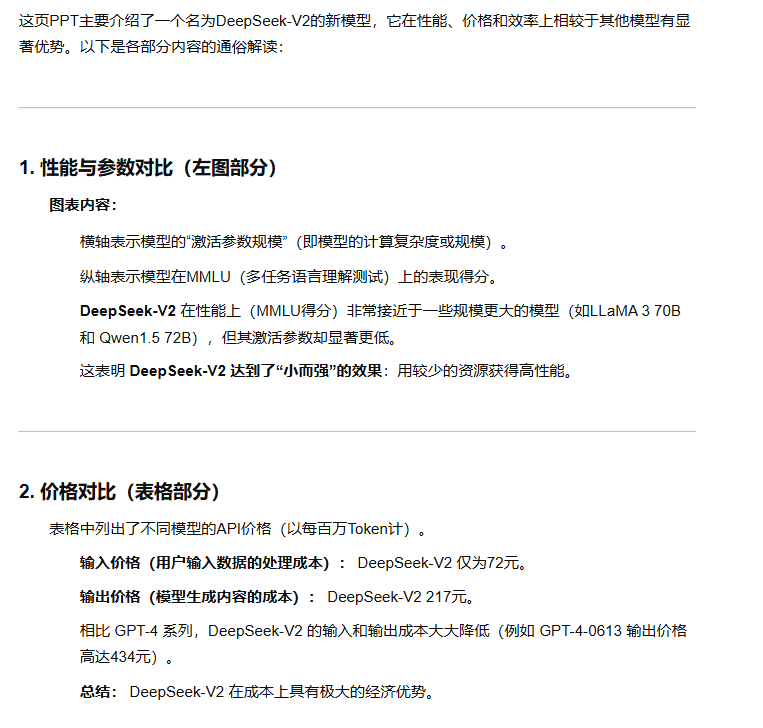 这页PPT主要介绍了一个名为DeepSeek-V2的新模型，它在性能、价格和效率上相较于其他模型有显
著优势。以下是各部分内容的通俗解读：
1. 性能与参数对比（左图部分）
图表内容：
横轴表示模型的“激活参数规模”（即模型的计算复杂度或规模）。
纵轴表示模型在MMLU（多任务语言理解测试）上的表现得分。
DeepSeek-V2 在性能上（MMLU得分）非常接近于一些规模更大的模型（如LLaMA 3 70B
和 Qwen1.5 72B），但其激活参数却显著更低。
这表明 DeepSeek-V2 达到了“小而强”的效果：用较少的资源获得高性能。
2. 价格对比（表格部分）
表格中列出了不同模型的API价格（以每百万Token计）。
输入价格（用户输入数据的处理成本）： DeepSeek-V2 仅为72元。
输出价格（模型生成内容的成本）： DeepSeek-V2 217元。
相比 GPT-4 系列，DeepSeek-V2 的输入和输出成本大大降低（例如 GPT-4-0613 输出价格
高达434元）。
总结： DeepSeek-V2 在成本上具有极大的经济优势。